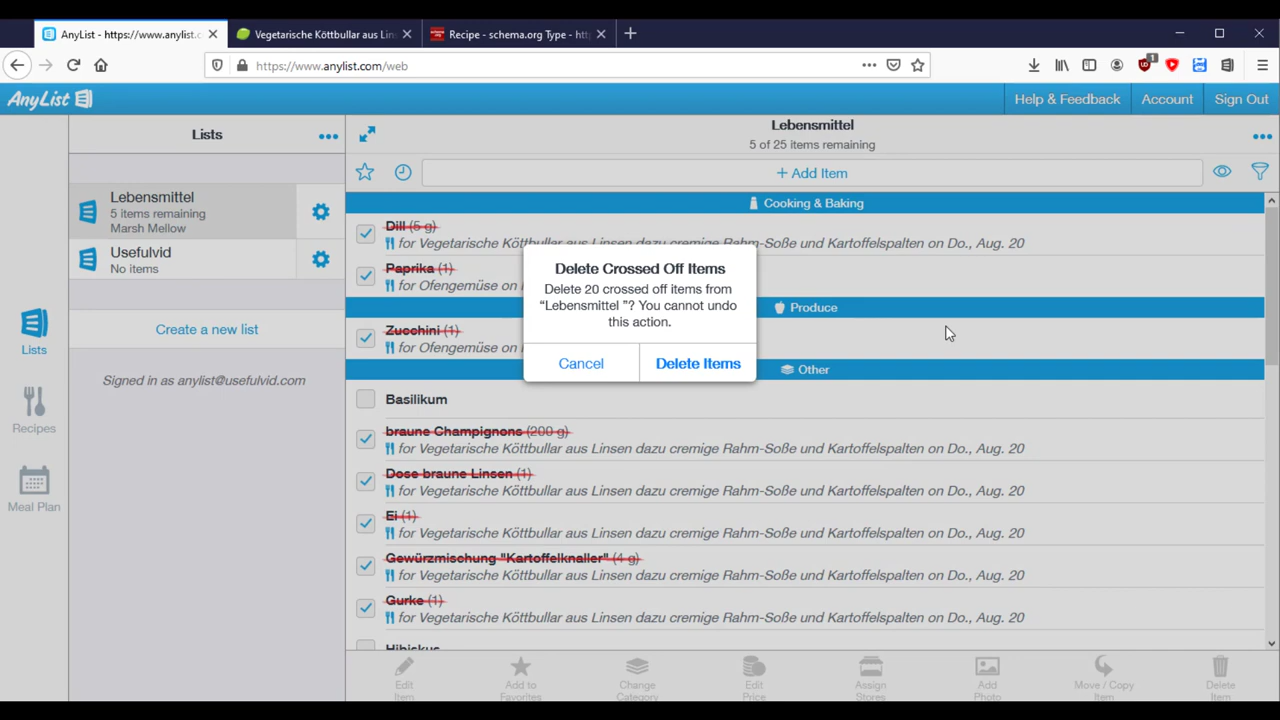 AnyList - https://www.anylist.c
Vegetarische Köttbullar aus Lin
Recipe - schema.org Type - htt
https://www.anylist.com/web
1
AnyList
Help & Feedback
Account
Sign Out
Lists
Lebensmittel
5 of 25 items remaining
+ Add Item
Lebensmittel
5 items remaining
Marsh Mellow
Usefulvid
No items
Create a new list
Signed in as anylist@usefulvid.com
Lists
Recipes
Meal Plan
Cooking & Baking
Dill (5 g)
for Vegetarische Köttbullar aus Linsen dazu cremige Rahm-Soße und Kartoffelspalten on Do., Aug. 20
Paprika (1)
for Ofengemüse on
Produce
Zucchini (1)
for Ofengemüse on
Other
Basilikum
braune Champignons (200 g)
for Vegetarische Köttbullar aus Linsen dazu cremige Rahm-Soße und Kartoffelspalten on Do., Aug. 20
Dose braune Linsen (1)
for Vegetarische Köttbullar aus Linsen dazu cremige Rahm-Soße und Kartoffelspalten on Do., Aug. 20
Ei (1)
for Vegetarische Köttbullar aus Linsen dazu cremige Rahm-Soße und Kartoffelspalten on Do., Aug. 20
Gewürzmischung "Kartoffelknaller" (4 g)
for Vegetarische Köttbullar aus Linsen dazu cremige Rahm-Soße und Kartoffelspalten on Do., Aug. 20
Gurke (1)
for Vegetarische Köttbullar aus Linsen dazu cremige Rahm-Soße und Kartoffelspalten on Do., Aug. 20
Hibiskus
Delete Crossed Off Items
Delete 20 crossed off items from
“Lebensmittel ”? You cannot undo
this action.
Cancel
Delete Items
Edit
Item
Add to
Favorites
Change
Category
Edit
Price
Assign
Stores
Add
Photo
Move / Copy
Item
Delete
Item